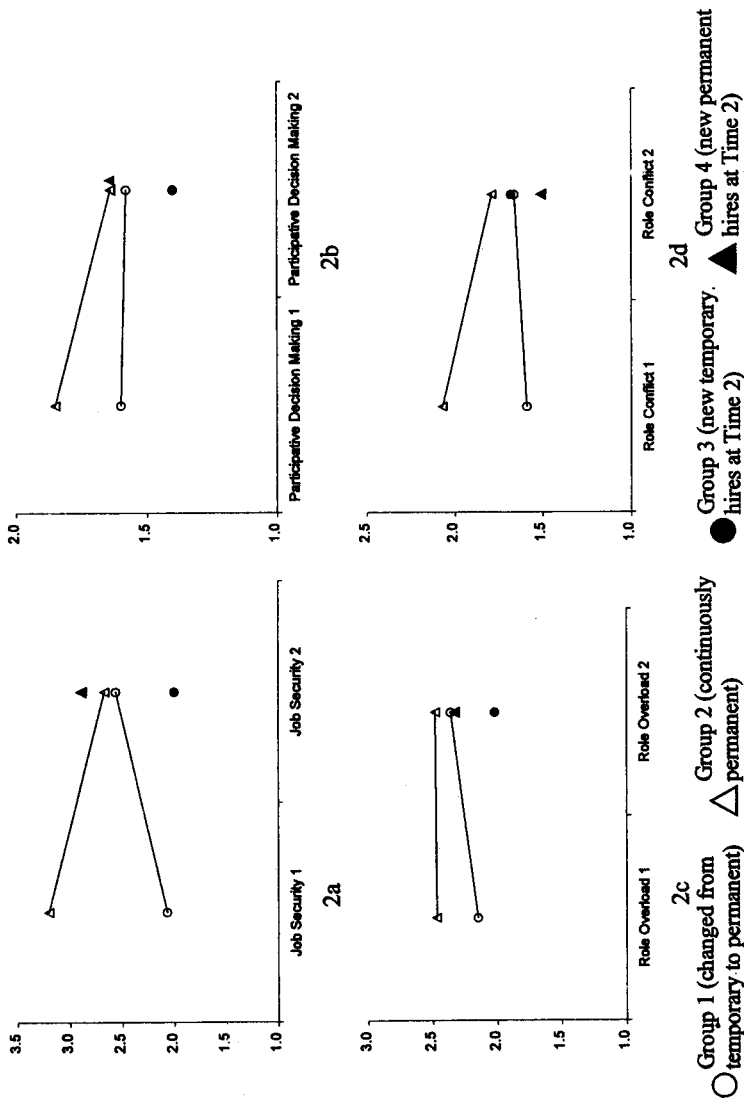 3.5
3.0
2.5
2.0
1.5
1.0
Job Security 1
Job Security 2
2a
2.0
1.5
1.0
Participative Decision Making 1
Participative Decision Making 2
2b
3.0
2.5
2.0
1.5
1.0
Role Overload 1
Role Overload 2
2c
2.5
2.0
1.5
1.0
Role Conflict 1
Role Conflict 2
2d
Group 1 (changed from
temporary to permanent)
Group 2 (continuously
permanent)
Group 3 (new temporary.
hires at Time 2)
Group 4 (new permanent
hires at Time 2)